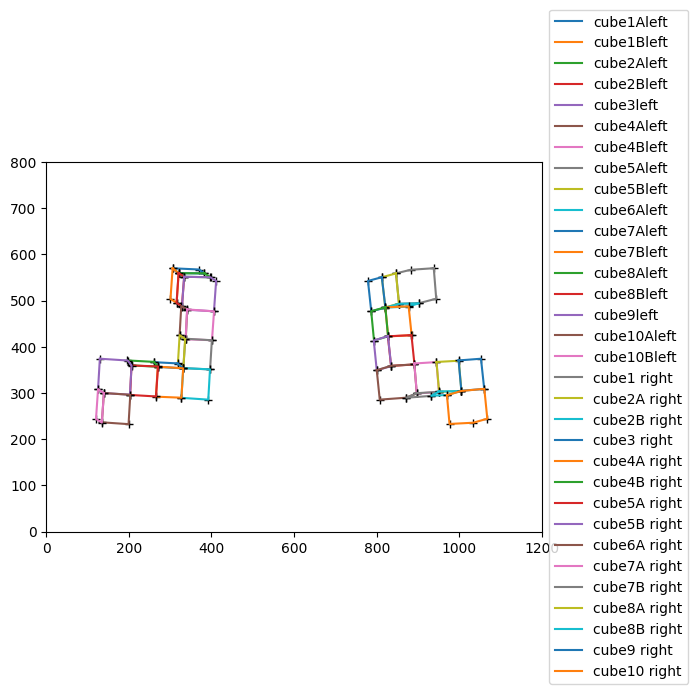 cube1Aleft
cube1Bleft
cube2Aleft
cube2Bleft
cube3left
cube4Aleft
cube4Bleft
cube5Aleft
cube5Bleft
cube6Aleft
cube7Aleft
cube7Bleft
cube8Aleft
cube8Bleft
cube9left
cube10Aleft
cube10Bleft
cube1 right
cube2A right
cube2B right
cube3 right
cube4A right
cube4B right
cube5A right
cube5B right
cube6A right
cube7A right
cube7B right
cube8A right
cube8B right
cube9 right
cube10 right
800
700
600
500
400
300
200
100
0
0 200 400 600 800 1000 1200